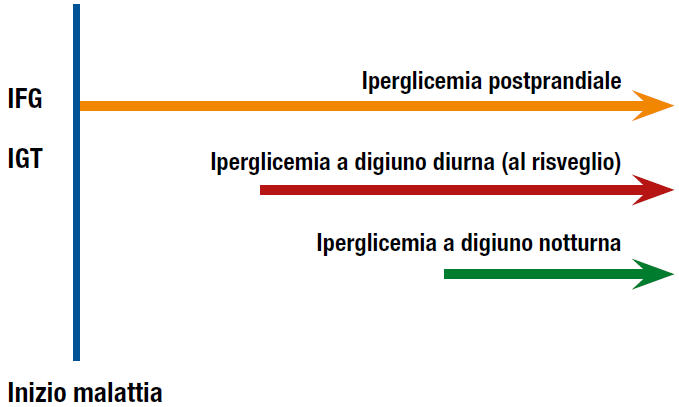 Iperglicemia postprandiale
IFG
IGT
Iperglicemia a digiuno diurna (al risveglio)
Iperglicemia a digiuno notturna
Inizio malattia